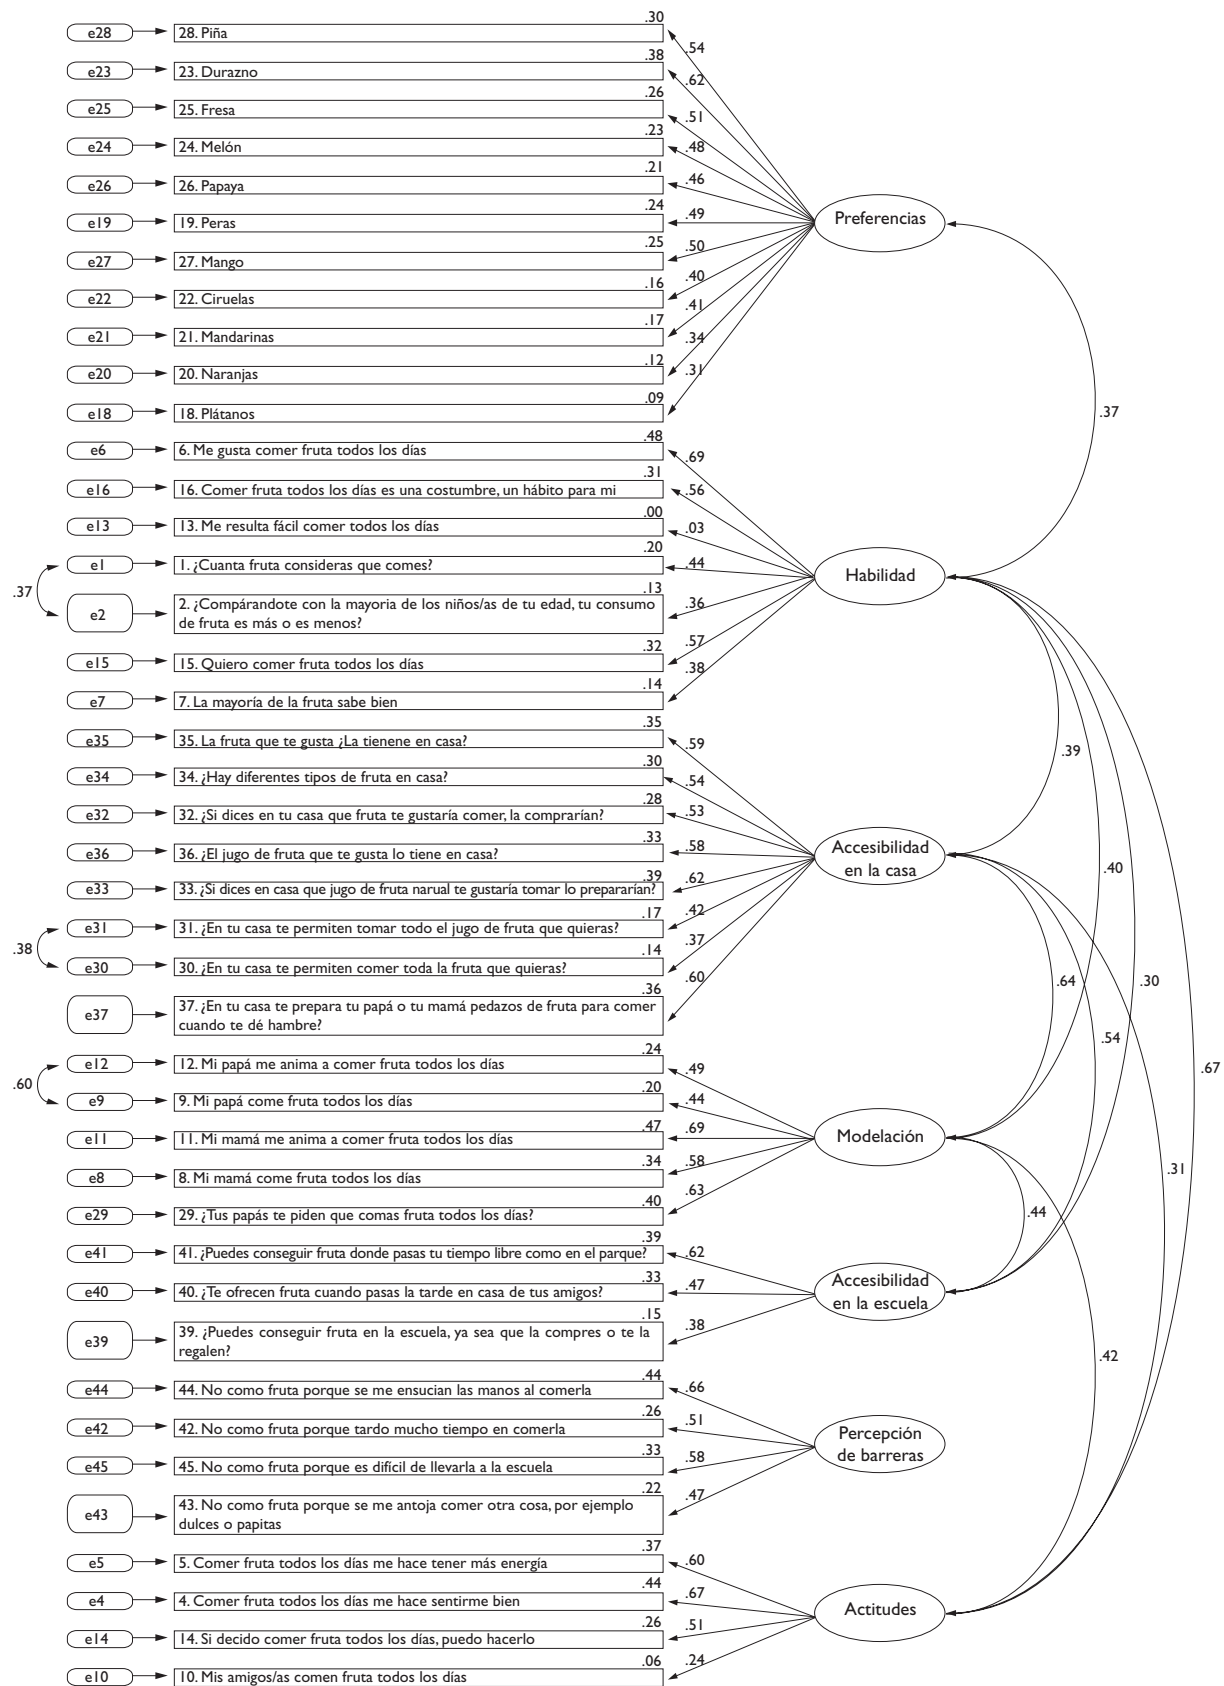 .30
e28 28. Piña .54
.38
e23 23. Durazno .62
.26
e25 25. Fresa .51
.23
e24 24. Melón .48
.21
e26 26. Papaya .46
.24
e19 19. Peras .49 Preferencias
.25
e27 27. Mango .50
.16
e22 22. Ciruelas .40
.17
e21 21. Mandarinas .41
.12
e20 20. Naranjas .34
.09
e18 18. Plátanos .31
.37
.48
e6 6. Me gusta comer fruta todos los días .69
.31
e16 16. Comer fruta todos los días es una costumbre, un hábito para mi .56
.00
e13 13. Me resulta fácil comer todos los días .03
.20
e1 1. ¿Cuanta fruta consideras que comes? .44 Habilidad
.37
.13
e2 2. ¿Compárandote con la mayoria de los niños/as de tu edad, tu consumo
de fruta es más o es menos? .36
.32
e15 15. Quiero comer fruta todos los días .57
.14
e7 7. La mayoría de la fruta sabe bien .38
.35
e35 35. La fruta que te gusta ¿La tienene en casa? .59
.39
.30
e34 34. ¿Hay diferentes tipos de fruta en casa? .54
.28
e32 32. ¿Si dices en tu casa que fruta te gustaría comer, la comprarían? .53
.33
e36 36. ¿El jugo de fruta que te gusta lo tiene en casa? .58 Accesibilidad
en la casa
.40
.39
e33 33. ¿Si dices en casa que jugo de fruta narual te gustaría tomar lo prepararían? .62
.17
e31 31. ¿En tu casa te permiten tomar todo el jugo de fruta que quieras? .42
.38
.14
e30 30. ¿En tu casa te permiten comer toda la fruta que quieras? .37
.64 .30
.36
e37 37. ¿En tu casa te prepara tu papá o tu mamá pedazos de fruta para comer
cuando te dé hambre? .60
.54
.67
.24
e12 12. Mi papá me anima a comer fruta todos los días .49
.60
.20
e9 9. Mi papá come fruta todos los días .44
.47
e11 11. Mi mamá me anima a comer fruta todos los días .69 Modelación
.34
e8 8. Mi mamá come fruta todos los días .58
.31
.40
e29 29. ¿Tus papás te piden que comas fruta todos los días? .63
.44
.39
e41 41. ¿Puedes conseguir fruta donde pasas tu tiempo libre como en el parque? .62
.33
e40 40. ¿Te ofrecen fruta cuando pasas la tarde en casa de tus amigos? .47 Accesibilidad
en la escuela
.15
e39 39. ¿Puedes conseguir fruta en la escuela, ya sea que la compres o te la
regalen? .38
.42
.44
e44 44. No como fruta porque se me ensucian las manos al comerla .66
.26
e42 42. No como fruta porque tardo mucho tiempo en comerla .51
Percepción
de barreras
.33
e45 45. No como fruta porque es difícil de llevarla a la escuela .58
.22
e43 43. No como fruta porque se me antoja comer otra cosa, por ejemplo
dulces o papitas .47
.37
e5 5. Comer fruta todos los días me hace tener más energía .60
.44
e4 4. Comer fruta todos los días me hace sentirme bien .67
Actitudes
.26
e14 14. Si decido comer fruta todos los días, puedo hacerlo .51
.06
e10 10. Mis amigos/as comen fruta todos los días .24